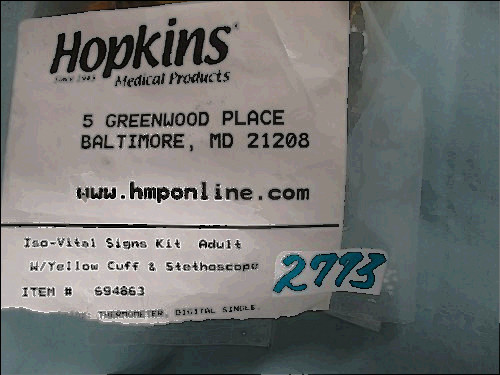 Hopkins
SINCE 1945
Medical Products
5 GREENWOOD PLACE
BALTIMORE, MD 21208
www.hmponline.com
Iso-Vital Signs Kit Adult
W/Yellow Cuff & Stethoscope
2793
ITEM # 694863
THERMOMETER, DIGITAL SINGLE.